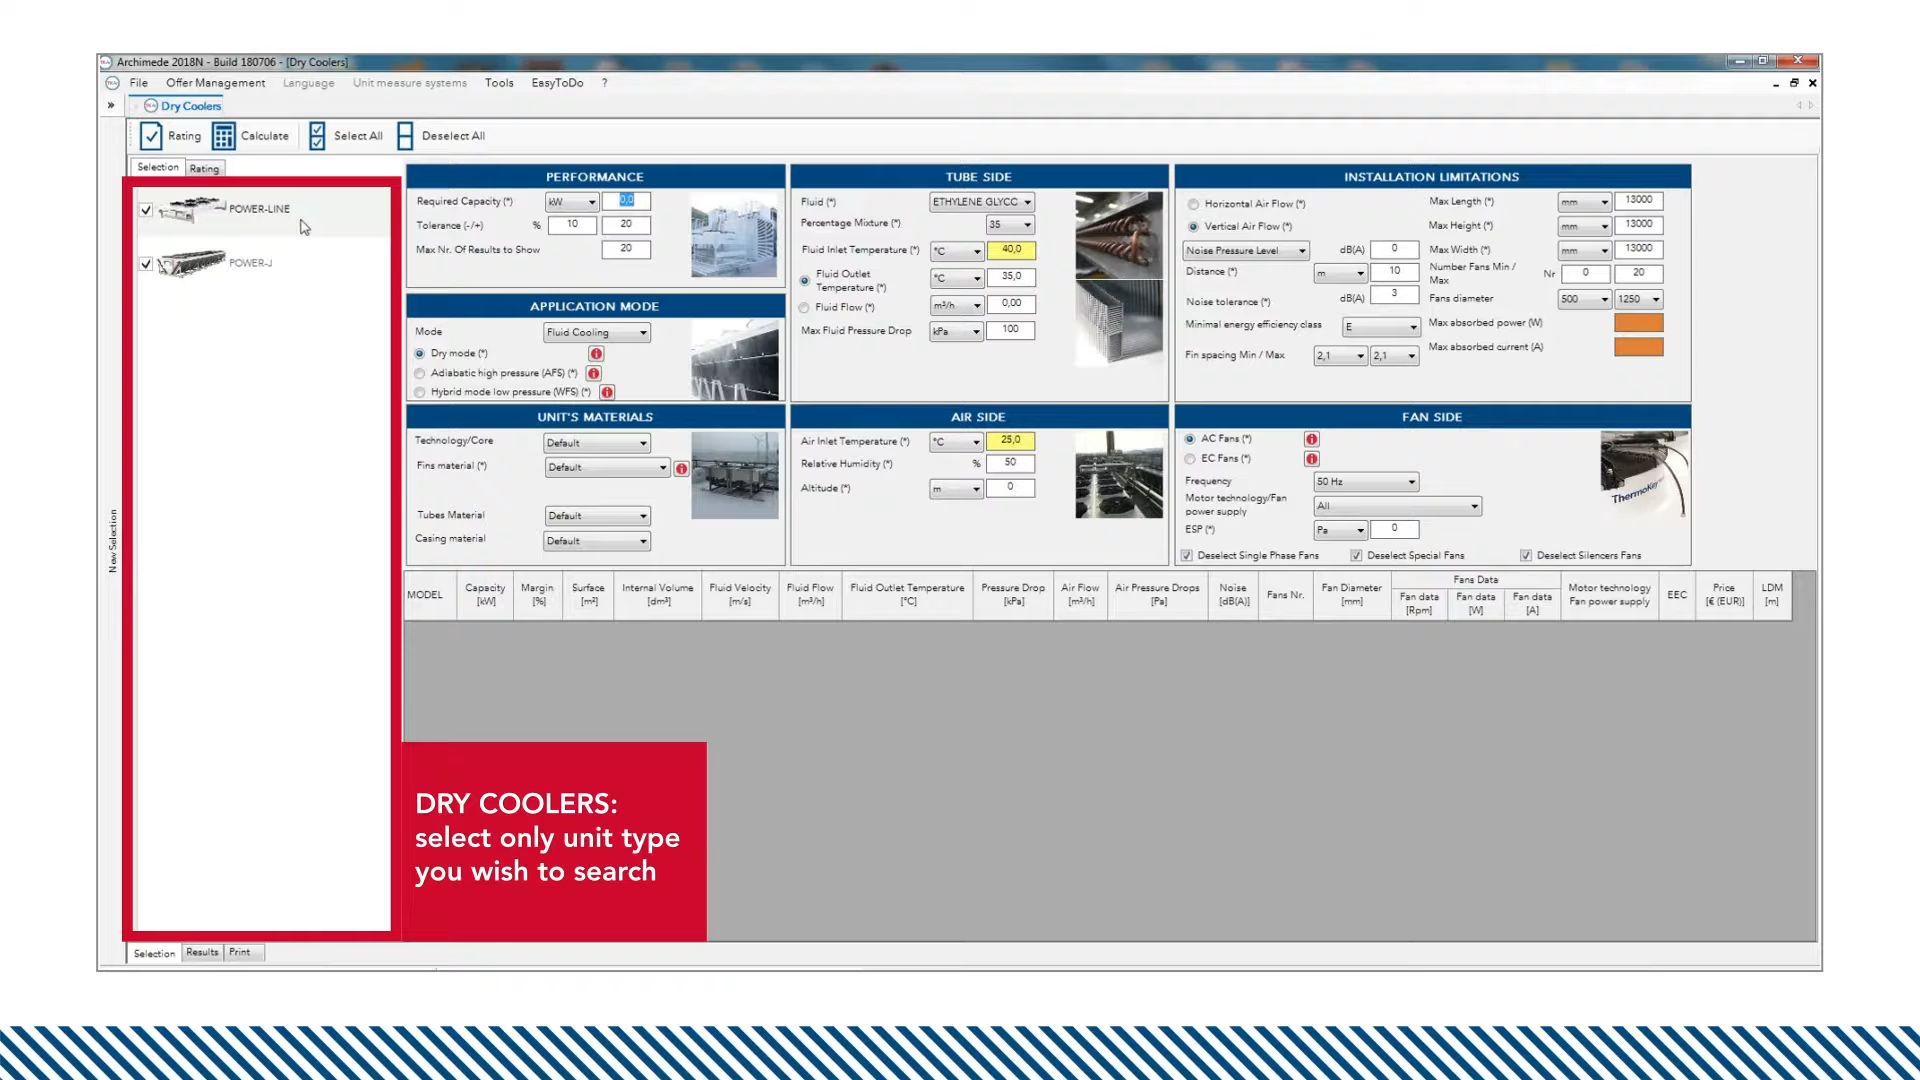 Archimede 2018N - Build 180706 - [Dry Coolers]
File Offer Management Language Unit measure systems Tools EasyToDo ?
» Dry Coolers
Rating Calculate Select All Deselect All
Selection Rating
POWER-LINE
POWER-J
New Selection
PERFORMANCE
Required Capacity (*) kW 0,0
Tolerance (-/+) % 10 20
Max Nr. Of Results to Show 20
APPLICATION MODE
Mode Fluid Cooling
Dry mode (*)
Adiabatic high pressure (AFS) (*)
Hybrid mode low pressure (WFS) (*)
UNIT'S MATERIALS
Technology/Core Default
Fins material (*) Default
Tubes Material Default
Casing material Default
TUBE SIDE
Fluid (*) ETHYLENE GLYCC
Percentage Mixture (*) 35
Fluid Inlet Temperature (*) °C 40,0
Fluid Outlet
Temperature (*) °C 35,0
Fluid Flow (*) m³/h 0,00
Max Fluid Pressure Drop kPa 100
AIR SIDE
Air Inlet Temperature (*) °C 25,0
Relative Humidity (*) % 50
Altitude (*) m 0
INSTALLATION LIMITATIONS
Horizontal Air Flow (*)
Vertical Air Flow (*)
Noise Pressure Level dB(A) 0
Distance (*) m 10
Noise tolerance (*) dB(A) 3
Minimal energy efficiency class E
Fin spacing Min / Max 2,1 2,1
Max Length (*) mm 13000
Max Height (*) mm 13000
Max Width (*) mm 13000
Number Fans Min /
Max Nr 0 20
Fans diameter 500 1250
Max absorbed power (W)
Max absorbed current (A)
FAN SIDE
AC Fans (*)
EC Fans (*)
Frequency 50 Hz
Motor technology/Fan
power supply All
ESP (*) Pa 0
ThermoKey
Deselect Single Phase Fans Deselect Special Fans Deselect Silencers Fans
MODEL
Capacity
[kW]
Margin
[%]
Surface
[m²]
Internal Volume
[dm³]
Fluid Velocity
[m/s]
Fluid Flow
[m³/h]
Fluid Outlet Temperature
[°C]
Pressure Drop
[kPa]
Air Flow
[m³/h]
Air Pressure Drops
[Pa]
Noise
[dB(A)]
Fans Nr.
Fan Diameter
[mm]
Fans Data
Fan data
[Rpm]
Fan data
[W]
Fan data
[A]
Motor technology
Fan power supply
EEC
Price
[€ (EUR)]
LDM
[m]
DRY COOLERS:
select only unit type
you wish to search
Selection Results Print